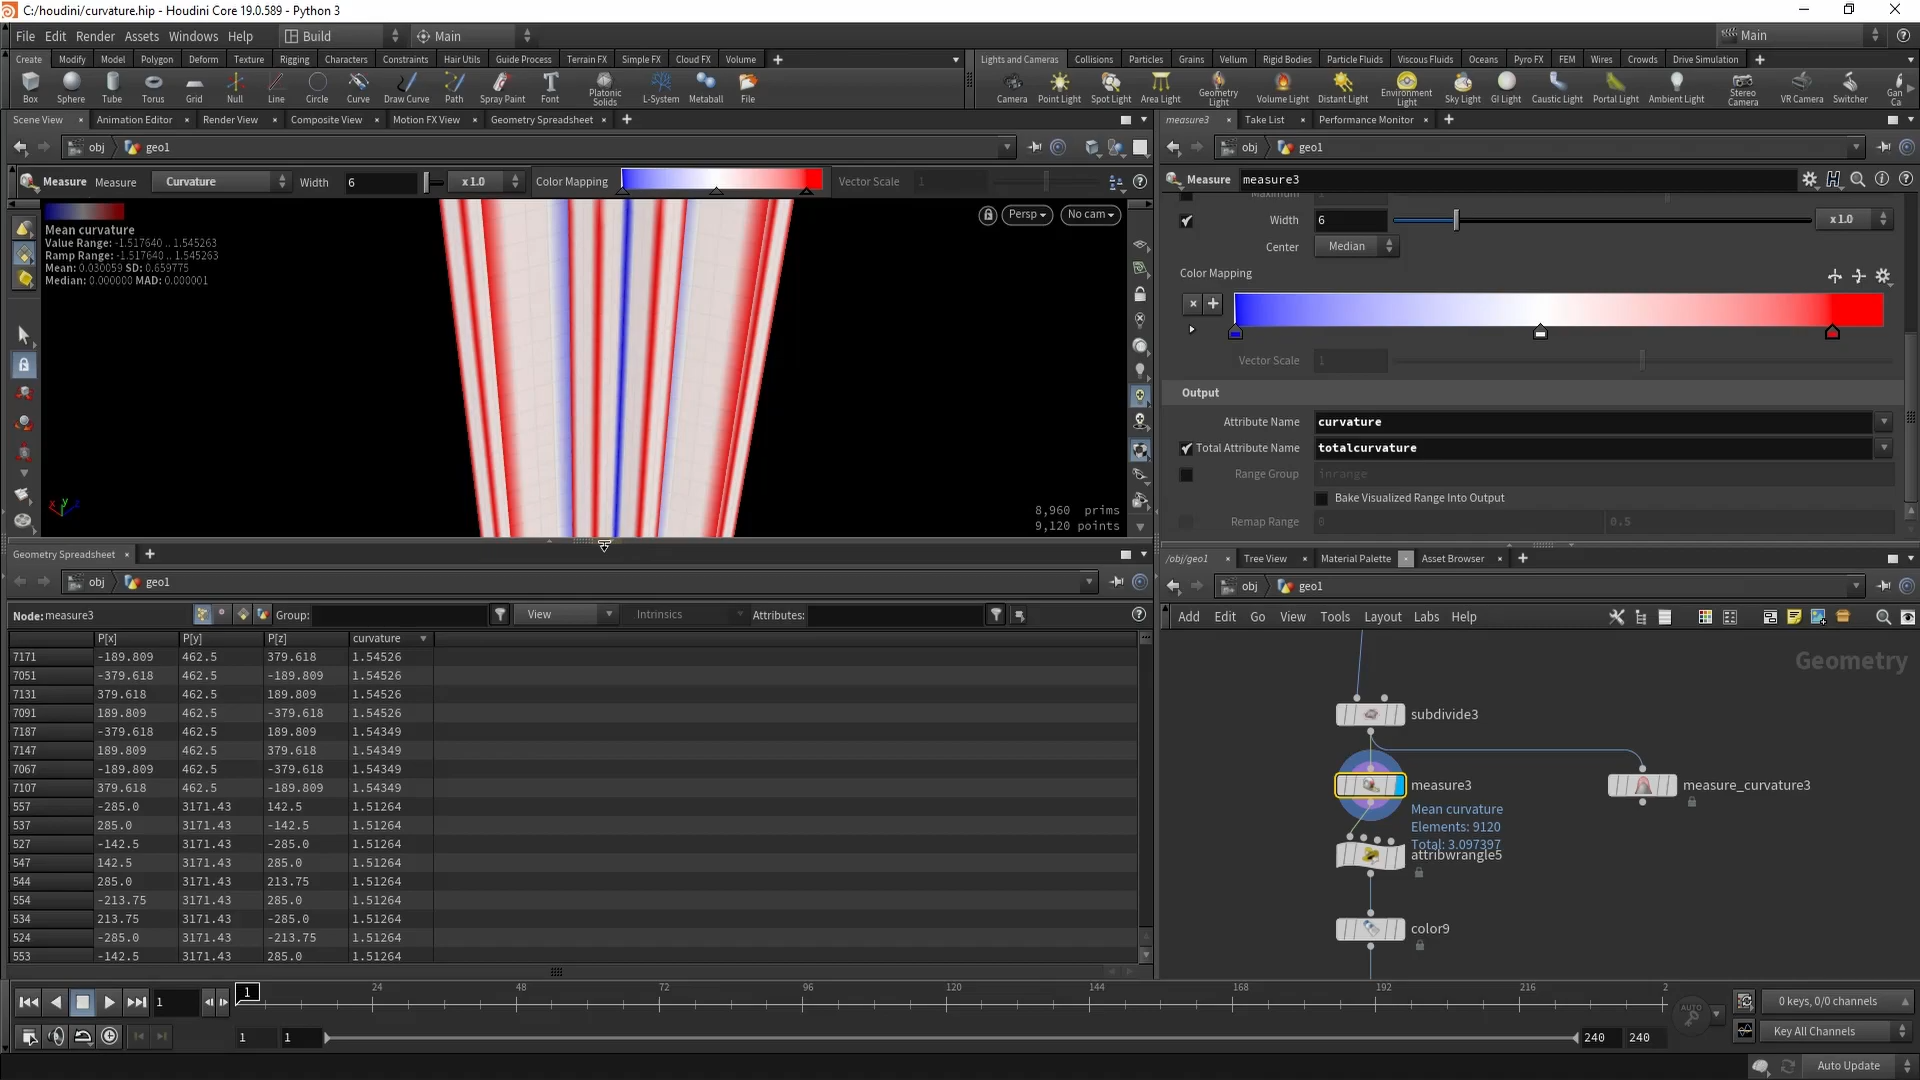 C:/houdini/curvature.hip - Houdini Core 19.0.589 - Python 3
File Edit Render Assets Windows Help Build Main Main
Create Modify Model Polygon Deform Texture Rigging Characters Constraints Hair Utils Guide Process Terrain FX Simple FX Cloud FX Volume
Lights and Cameras Collisions Particles Grains Vellum Rigid Bodies Particle Fluids Viscous Fluids Oceans Pyro FX FEM Wires Crowds Drive Simulation
Box Sphere Tube Torus Grid Null Line Circle Curve Draw Curve Path Spray Paint Font Platonic Solids L-System Metaball File
Camera Point Light Spot Light Area Light Geometry Light Volume Light Distant Light Environment Light Sky Light GI Light Caustic Light Portal Light Ambient Light Stereo Camera VR Camera Switcher Gan Ca
Scene View Animation Editor Render View Composite View Motion FX View Geometry Spreadsheet
measure3 Take List Performance Monitor
obj geo1
obj geo1
Measure Measure Curvature Width 6 x1.0 Color Mapping Vector Scale 1
Measure measure3
Mean curvature
Value Range: -1.517640 .. 1.545263
Ramp Range: -1.517640 .. 1.545263
Mean: 0.030059 SD: 0.659775
Median: 0.000000 MAD: 0.000001
Persp No cam
8,960 prims
9,120 points
Maximum
Width 6 x1.0
Center Median
Color Mapping
Vector Scale 1
Output
Attribute Name curvature
Total Attribute Name totalcurvature
Range Group inrange
Bake Visualized Range Into Output
Remap Range 0 0.5
Geometry Spreadsheet
obj geo1
Node: measure3 Group: View Intrinsics Attributes:
P[x] P[y] P[z] curvature
7171 -189.809 462.5 379.618 1.54526
7051 -379.618 462.5 -189.809 1.54526
7131 379.618 462.5 189.809 1.54526
7091 189.809 462.5 -379.618 1.54526
7187 -379.618 462.5 189.809 1.54349
7147 189.809 462.5 379.618 1.54349
7067 -189.809 462.5 -379.618 1.54349
7107 379.618 462.5 -189.809 1.54349
557 -285.0 3171.43 142.5 1.51264
537 285.0 3171.43 -142.5 1.51264
527 -142.5 3171.43 -285.0 1.51264
547 142.5 3171.43 285.0 1.51264
544 285.0 3171.43 213.75 1.51264
554 -213.75 3171.43 285.0 1.51264
534 213.75 3171.43 -285.0 1.51264
524 -285.0 3171.43 -213.75 1.51264
553 -142.5 3171.43 285.0 1.51264
/obj/geo1 Tree View Material Palette Asset Browser
obj geo1
Add Edit Go View Tools Layout Labs Help
Geometry
subdivide3
measure3
Mean curvature
Elements: 9120
Total: 3.097397
measure_curvature3
attribwrangle5
color9
1 1 24 48 72 96 120 144 168 192 216 2
AUTO
0 keys, 0/0 channels
1 1 240 240
Key All Channels
Auto Update